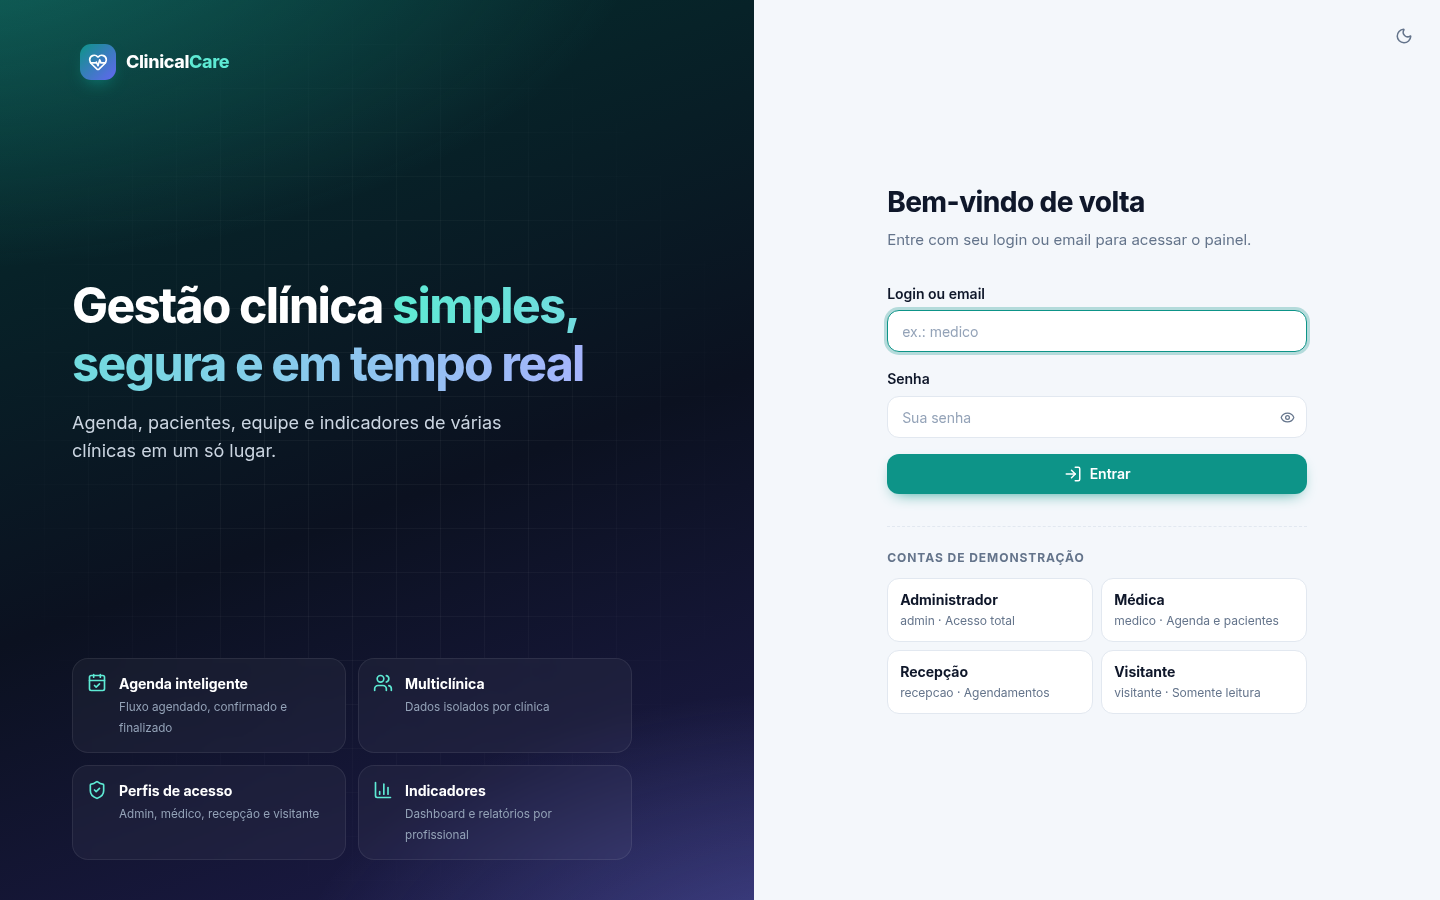 ClinicalCare
Gestão clínica simples,
segura e em tempo real
Agenda, pacientes, equipe e indicadores de várias
clínicas em um só lugar.
Agenda inteligente
Fluxo agendado, confirmado e
finalizado
Multiclínica
Dados isolados por clínica
Perfis de acesso
Admin, médico, recepção e visitante
Indicadores
Dashboard e relatórios por
profissional
Bem-vindo de volta
Entre com seu login ou email para acessar o painel.
Login ou email
ex.: medico
Senha
Sua senha
Entrar
CONTAS DE DEMONSTRAÇÃO
Administrador
admin · Acesso total
Médica
medico · Agenda e pacientes
Recepção
recepcao · Agendamentos
Visitante
visitante · Somente leitura